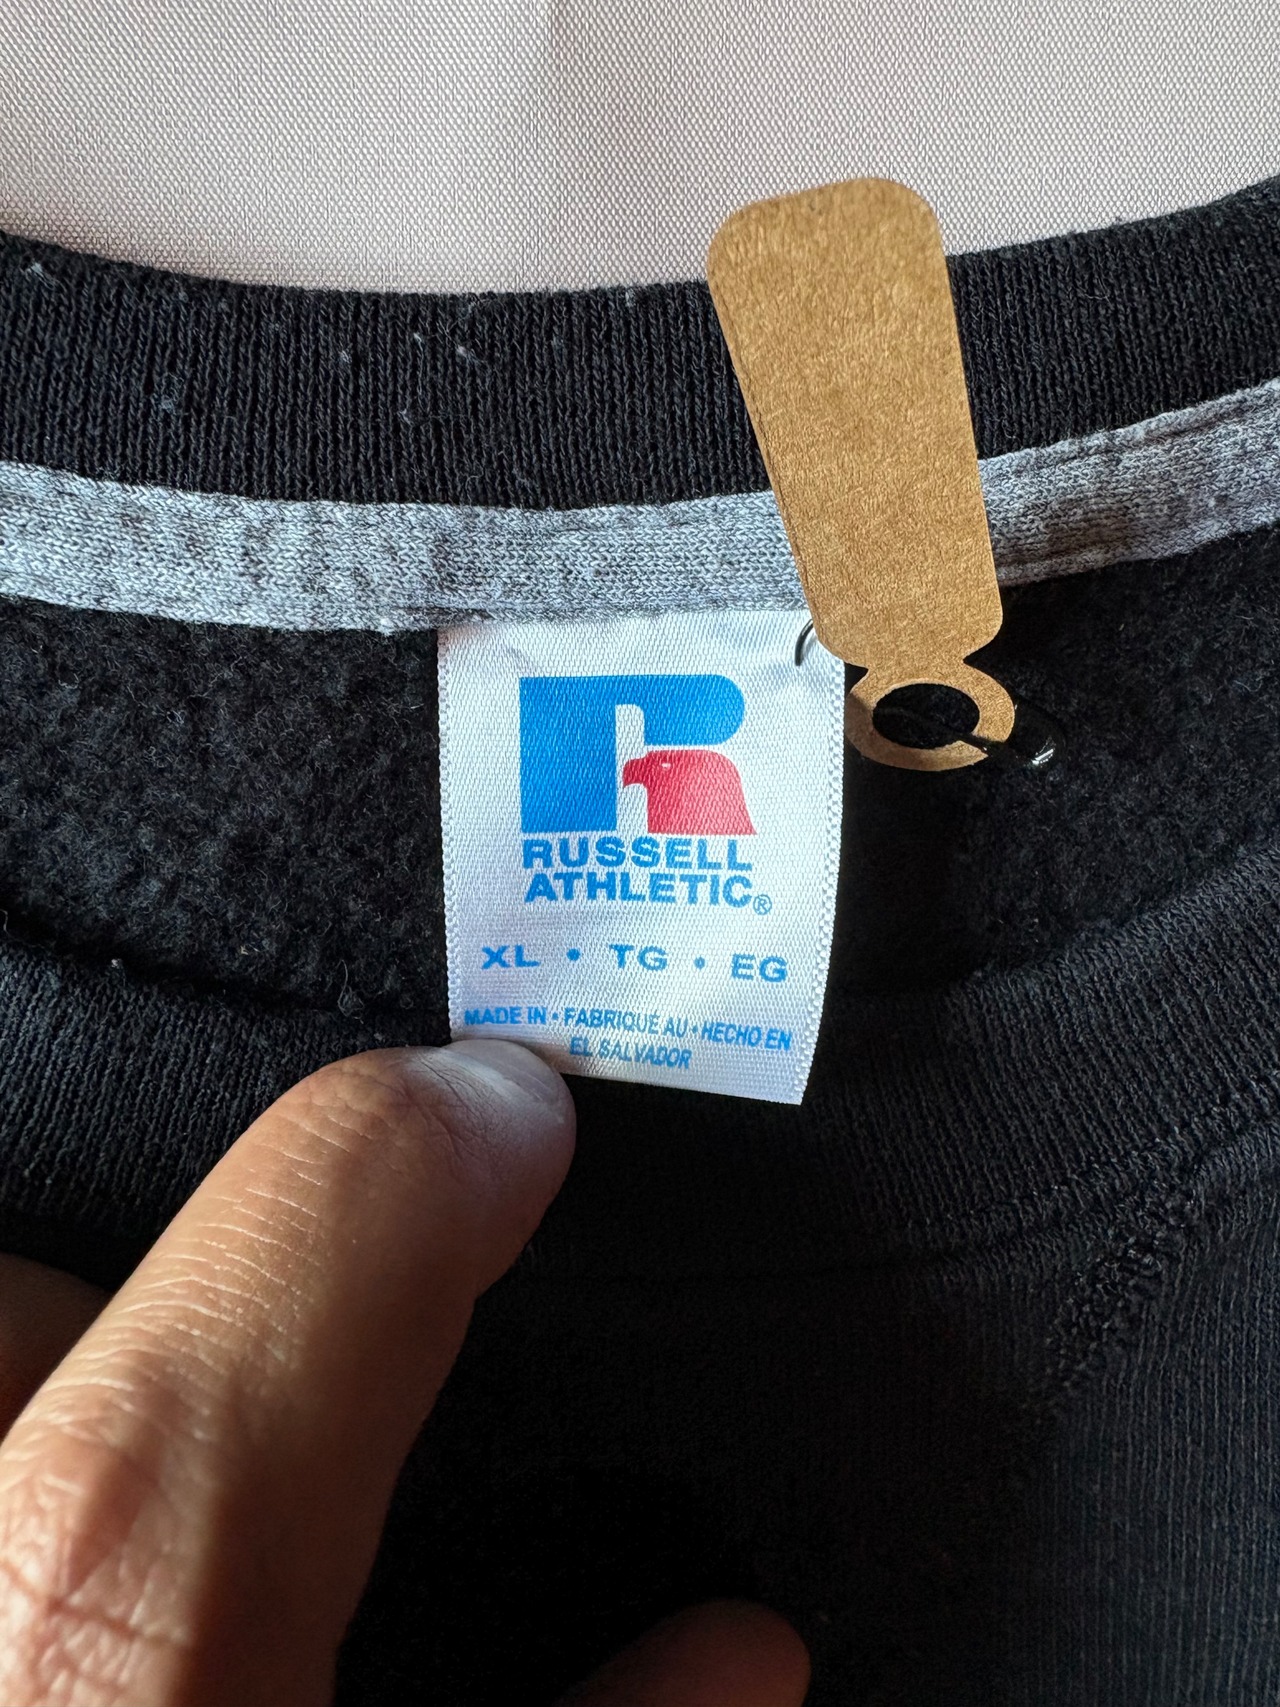 RUSSELL
ATHLETIC®
XL • TG • EG
MADE IN • FABRIQUÉ AU • HECHO EN
EL SALVADOR